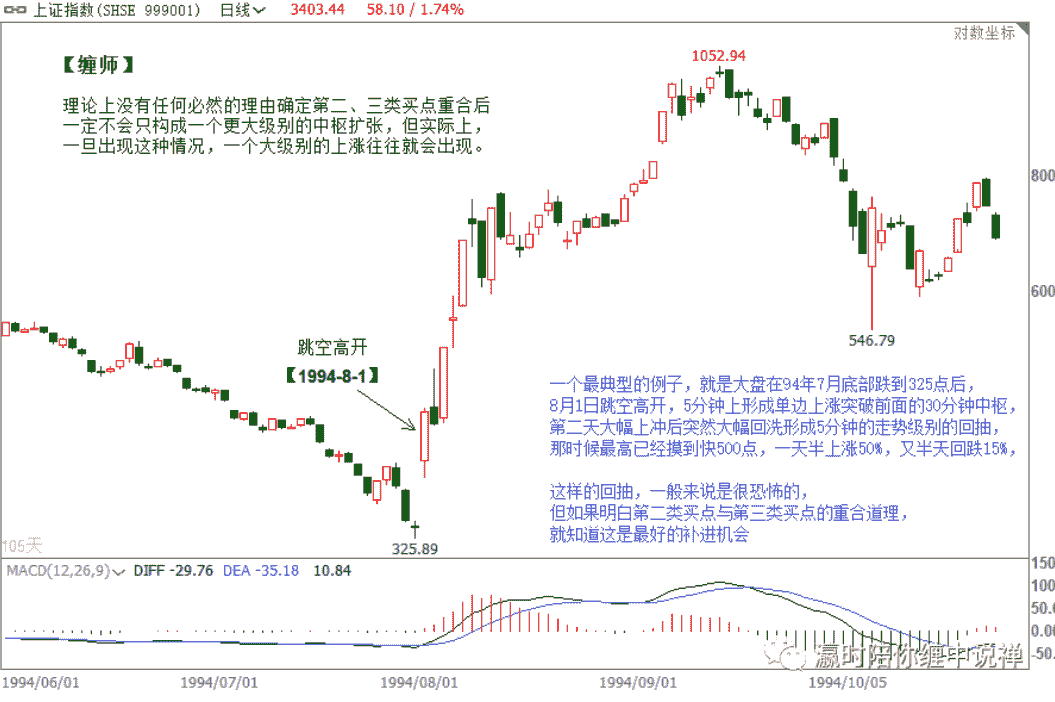 上证指数(SHSE 999001) 日线 3403.44 58.10 / 1.74%
对数坐标
1052.94
【缠师】
理论上没有任何必然的理由确定第二、三类买点重合后
一定不会只构成一个更大级别的中枢扩张，但实际上，
一旦出现这种情况，一个大级别的上涨往往就会出现。
800
600
546.79
跳空高开
【1994-8-1】
一个最典型的例子，就是大盘在94年7月底部跌到325点后，
8月1日跳空高开，5分钟上形成单边上涨突破前面的30分钟中枢，
第二天大幅上冲后突然大幅回洗形成5分钟的走势级别的回抽，
那时候最高已经摸到快500点，一天半上涨50%，又半天回跌15%，
这样的回抽，一般来说是很恐怖的，
但如果明白第二类买点与第三类买点的重合道理，
就知道这是最好的补进机会
105天
325.89
MACD(12,26,9) DIFF -29.76 DEA -35.18 10.84
150
100
50.0
0.00
-50.
瀛时陪你缠中说禅
1994/06/01 1994/07/01 1994/08/01 1994/09/01 1994/10/05